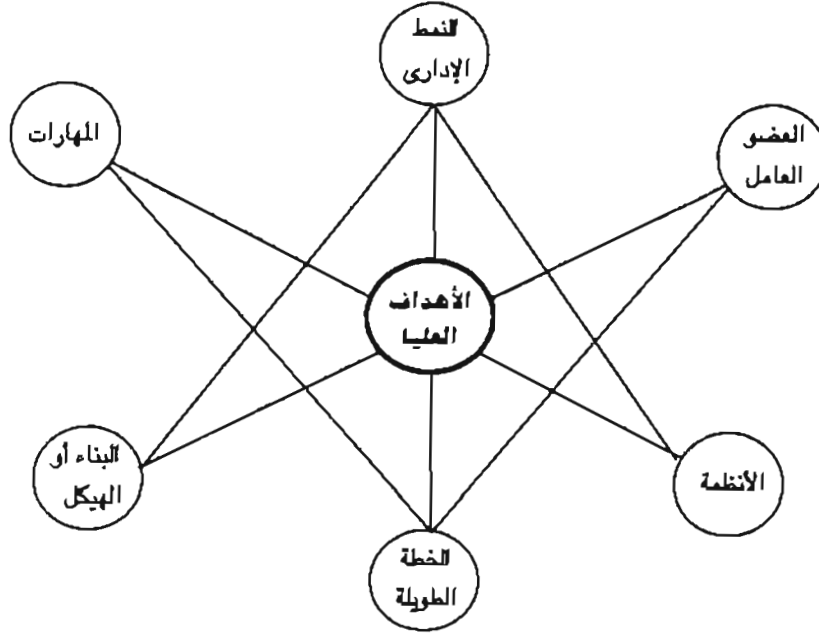 النمط
الإدارى
العضو
العامل
المهارات
الأهداف
العليا
البناء أو
الهيكل
الأنظمة
الخطة
الطويلة